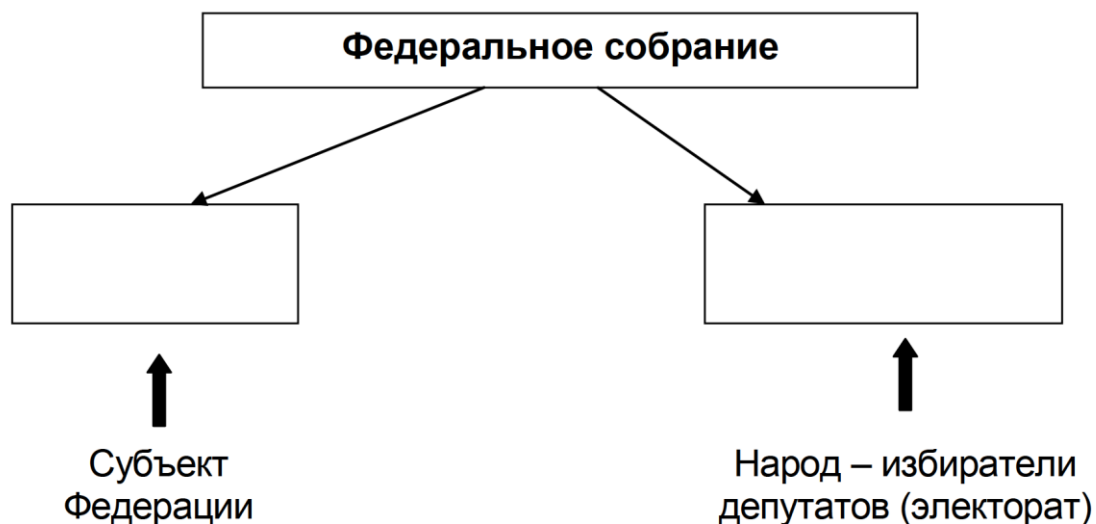 Федеральное собрание
Субъект
Федерации
Народ – избиратели
депутатов (электорат)